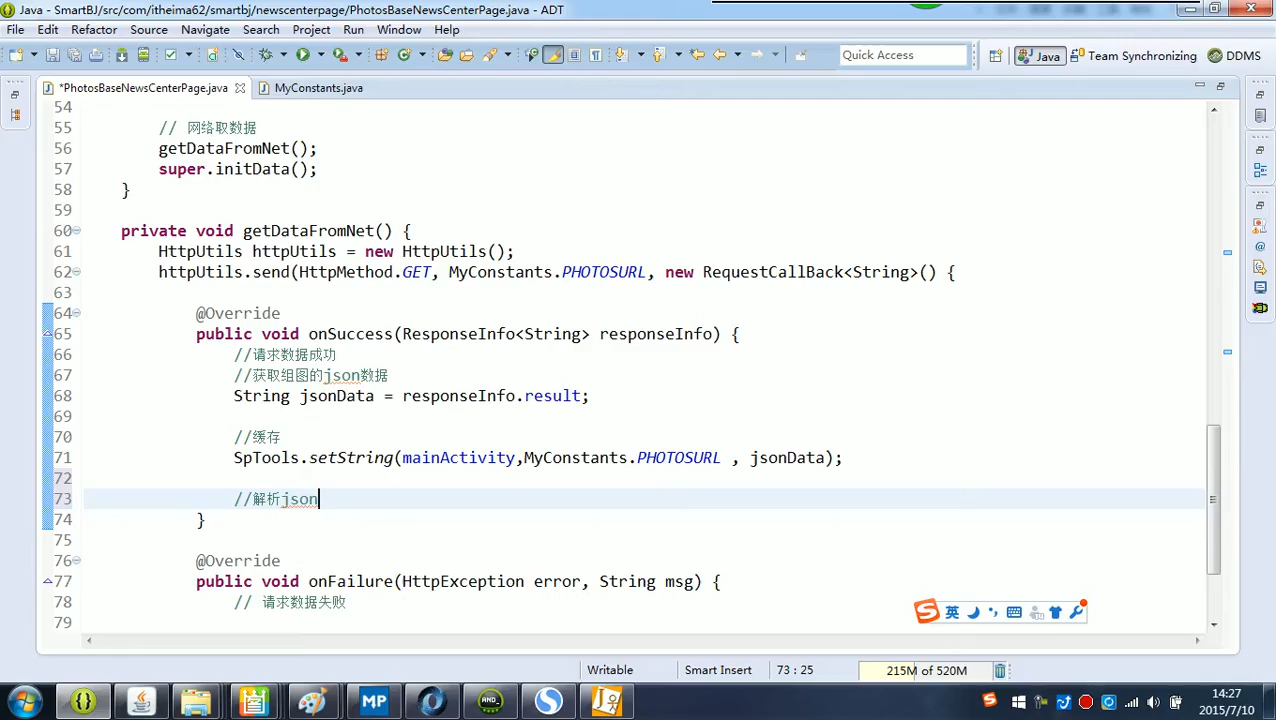 Java - SmartBJ/src/com/itheima62/smartbj/newscenterpage/PhotosBaseNewsCenterPage.java - ADT
File Edit Refactor Source Navigate Search Project Run Window Help
Quick Access
Java
Team Synchronizing
DDMS
*PhotosBaseNewsCenterPage.java
MyConstants.java
54
55 // 网络取数据
56 getDataFromNet();
57 super.initData();
58 }
59
60 private void getDataFromNet() {
61 HttpUtils httpUtils = new HttpUtils();
62 httpUtils.send(HttpMethod.GET, MyConstants.PHOTOSURL, new RequestCallBack<String>() {
63
64 @Override
65 public void onSuccess(ResponseInfo<String> responseInfo) {
66 //请求数据成功
67 //获取组图的json数据
68 String jsonData = responseInfo.result;
69
70 //缓存
71 SpTools.setString(mainActivity,MyConstants.PHOTOSURL , jsonData);
72
73 //解析json
74 }
75
76 @Override
77 public void onFailure(HttpException error, String msg) {
78 // 请求数据失败
79
英
Writable Smart Insert 73 : 25 215M of 520M
MP
AND_
14:27
2015/7/10